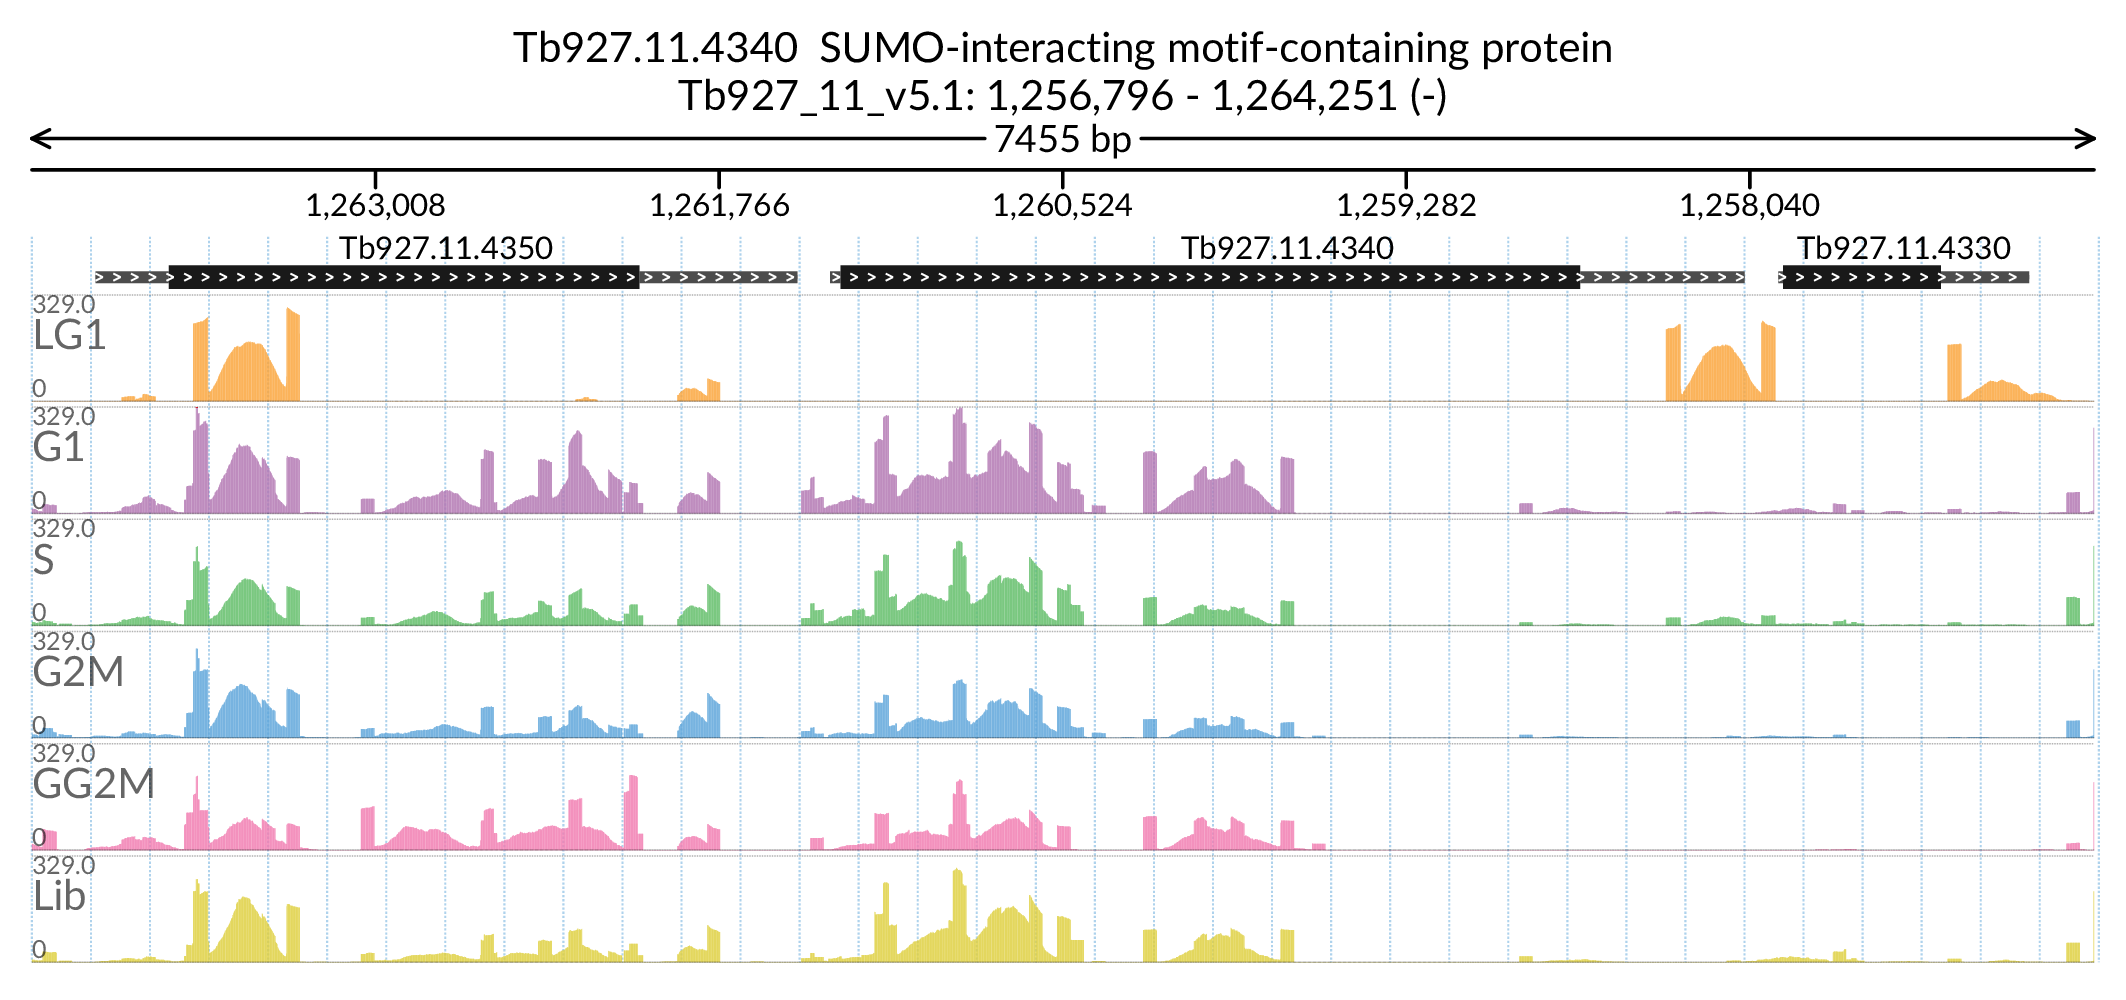 Tb927.11.4340  SUMO-interacting motif-containing protein
Tb927_11_v5.1: 1,256,796 - 1,264,251 (-)
7455 bp
1,263,008 1,261,766 1,260,524 1,259,282 1,258,040
Tb927.11.4350 Tb927.11.4340 Tb927.11.4330
329.0
LG1
0
329.0
G1
0
329.0
S
0
329.0
G2M
0
329.0
GG2M
0
329.0
Lib
0